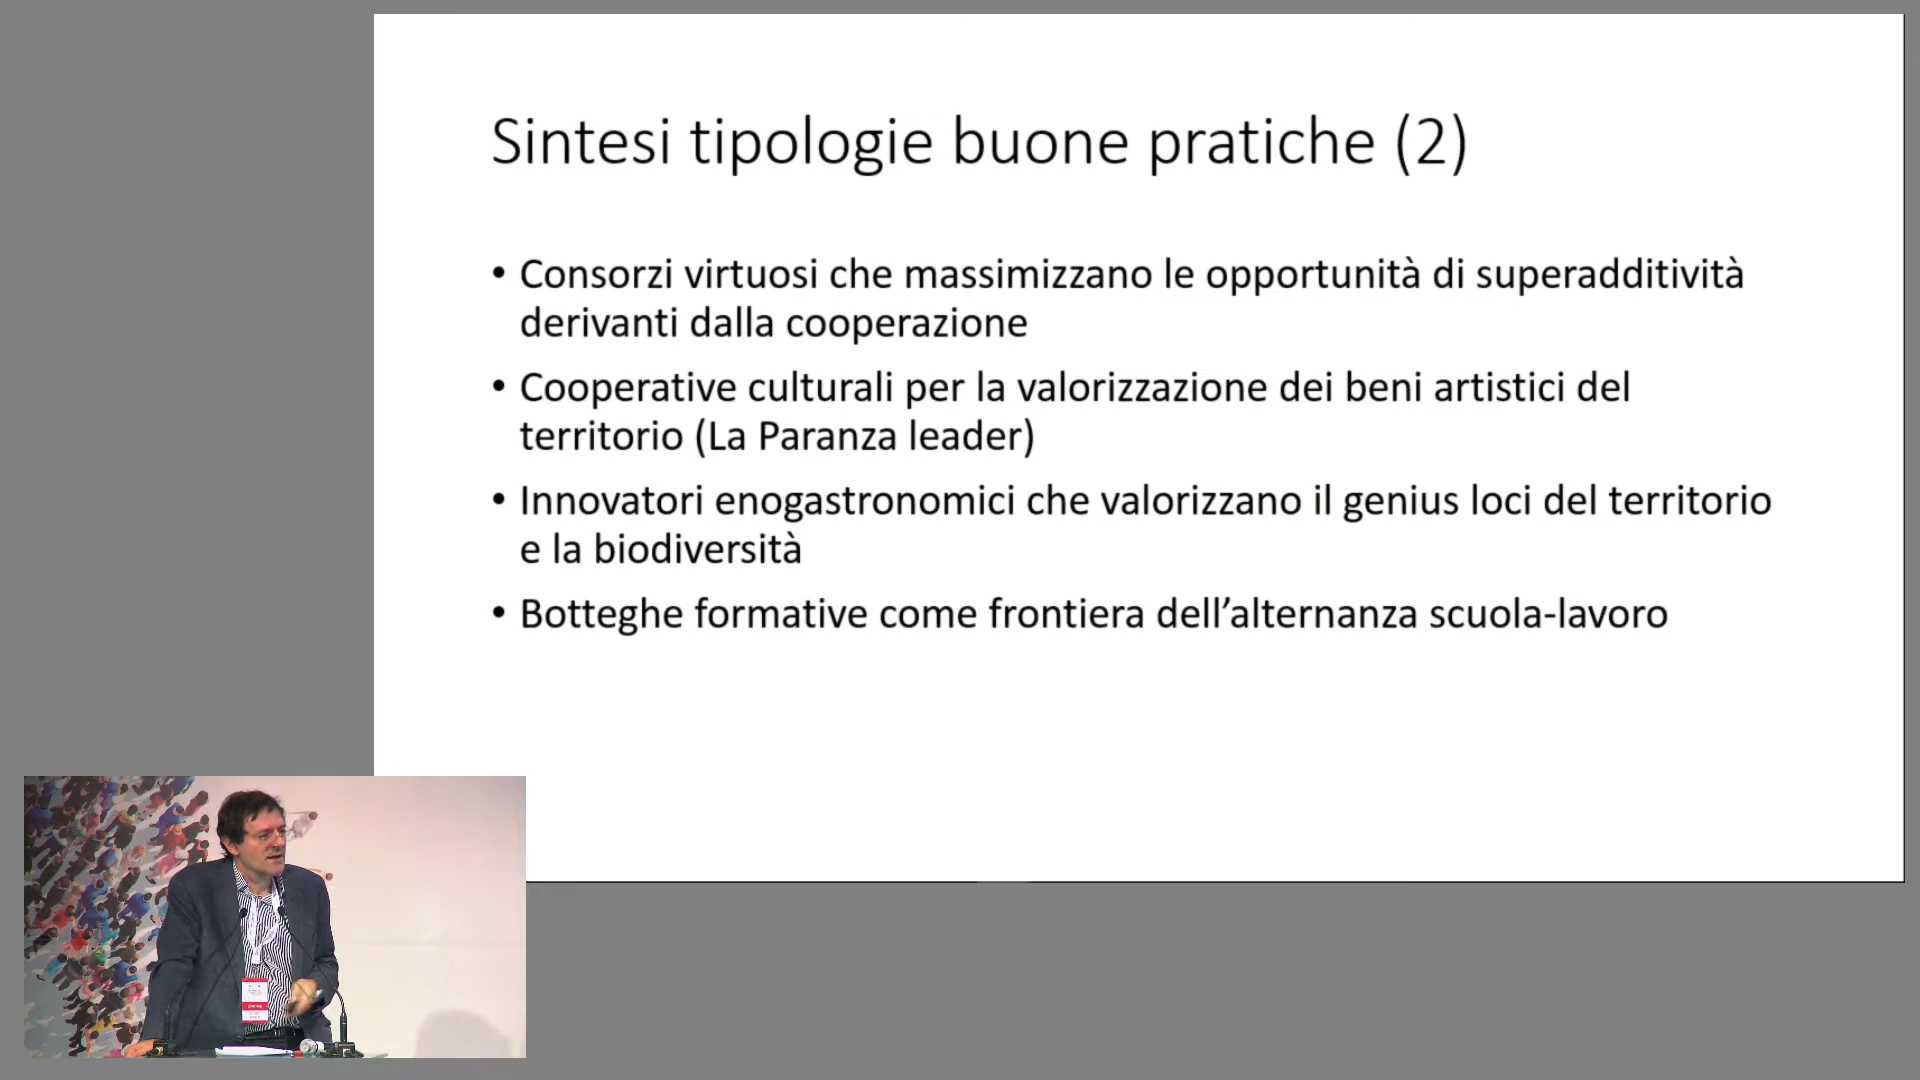 Sintesi tipologie buone pratiche (2)
• Consorzi virtuosi che massimizzano le opportunità di superadditività
derivanti dalla cooperazione
• Cooperative culturali per la valorizzazione dei beni artistici del
territorio (La Paranza leader)
• Innovatori enogastronomici che valorizzano il genius loci del territorio
e la biodiversità
• Botteghe formative come frontiera dell’alternanza scuola-lavoro